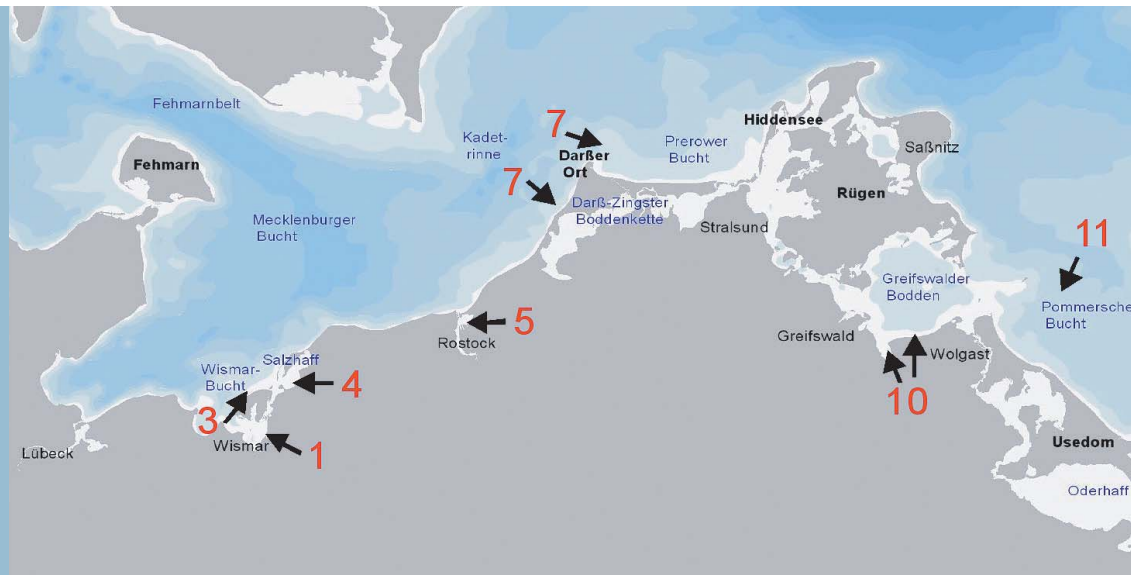 Fehmarnbelt
Fehmarn
Mecklenburger
Bucht
Kadet-
rinne
7
Darßer
Ort
7
Prerower
Bucht
Hiddensee
Saßnitz
Rügen
Darß-Zingster
Boddenkette
Stralsund
11
Greifswalder
Bodden
Pommersche
Bucht
5
Rostock
Greifswald
Wolgast
Wismar-
Bucht
Salzhaff
4
3
10
Wismar
1
Lübeck
Usedom
Oderhaff